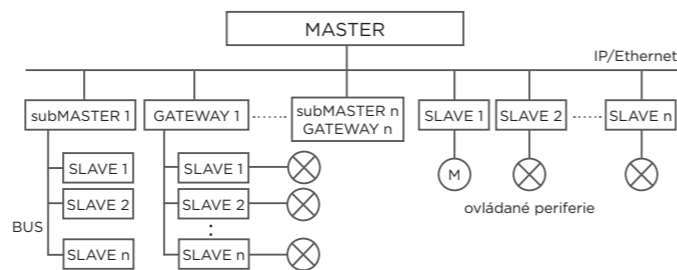 MASTER
IP/Ethernet
subMASTER 1
GATEWAY 1
subMASTER n
GATEWAY n
SLAVE 1
SLAVE 2
SLAVE n
SLAVE 1
SLAVE 1
M
SLAVE 2
SLAVE 2
ovládané periferie
BUS
SLAVE n
SLAVE n